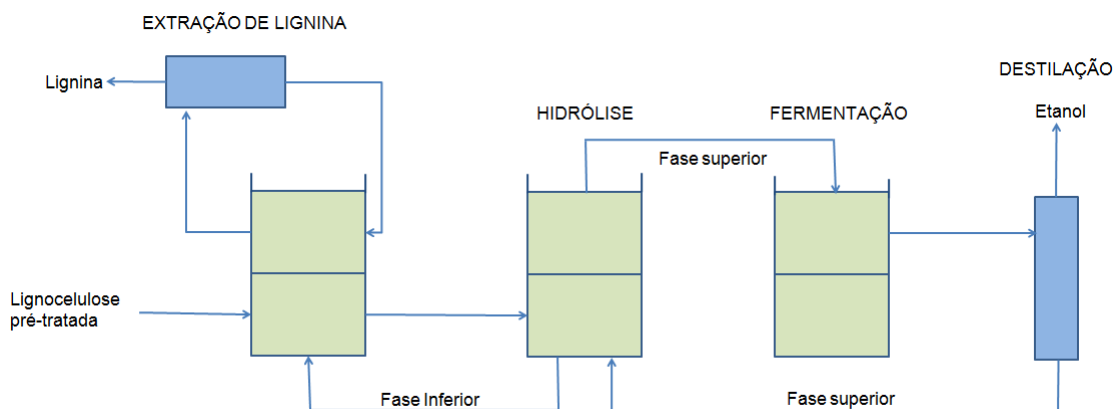 EXTRAÇÃO DE LIGNINA
Lignina
DESTILAÇÃO
HIDRÓLISE
FERMENTAÇÃO
Etanol
Fase superior
Lignocelulose
pré-tratada
Fase Inferior
Fase superior